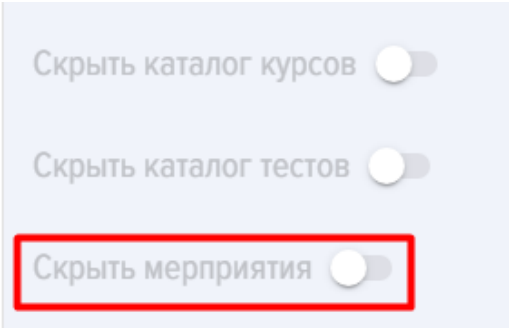 Скрыть каталог курсов
Скрыть каталог тестов
Скрыть мерприятия